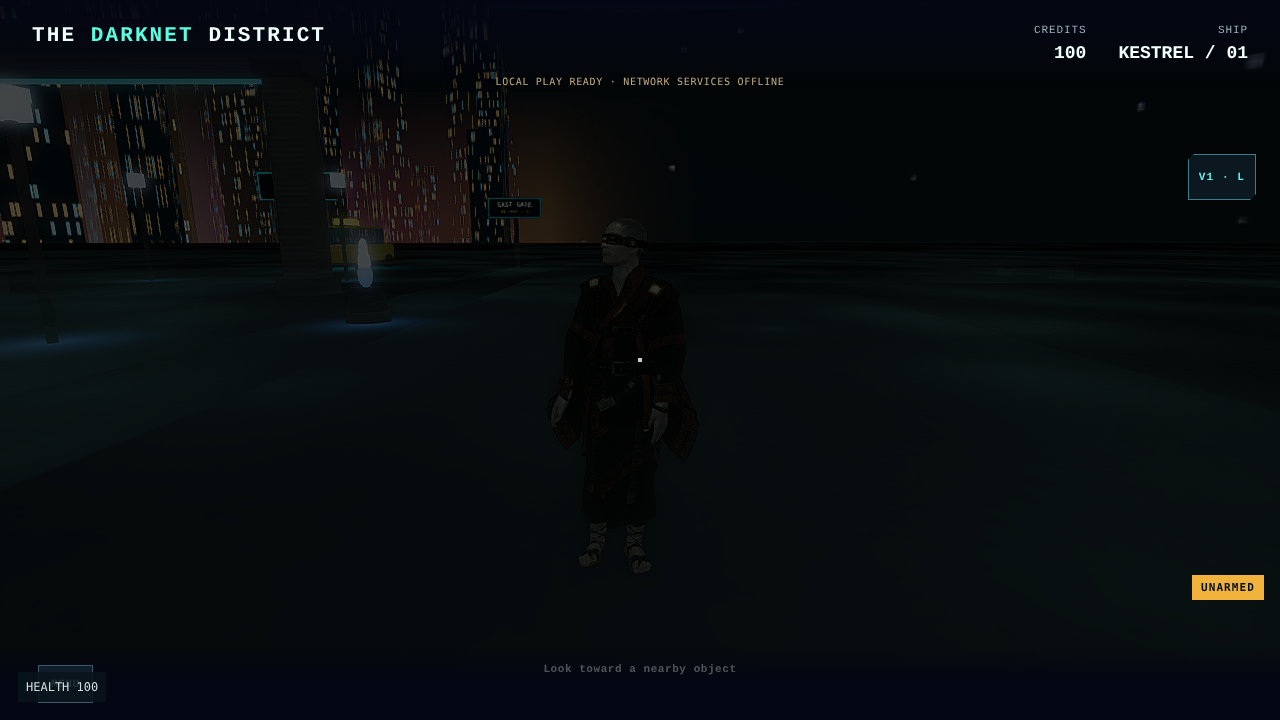 THE DARKNET DISTRICT
CREDITS
100
SHIP
KESTREL / 01
LOCAL PLAY READY · NETWORK SERVICES OFFLINE
V1 · L
EAST GATE
UNARMED
Look toward a nearby object
HEALTH 100